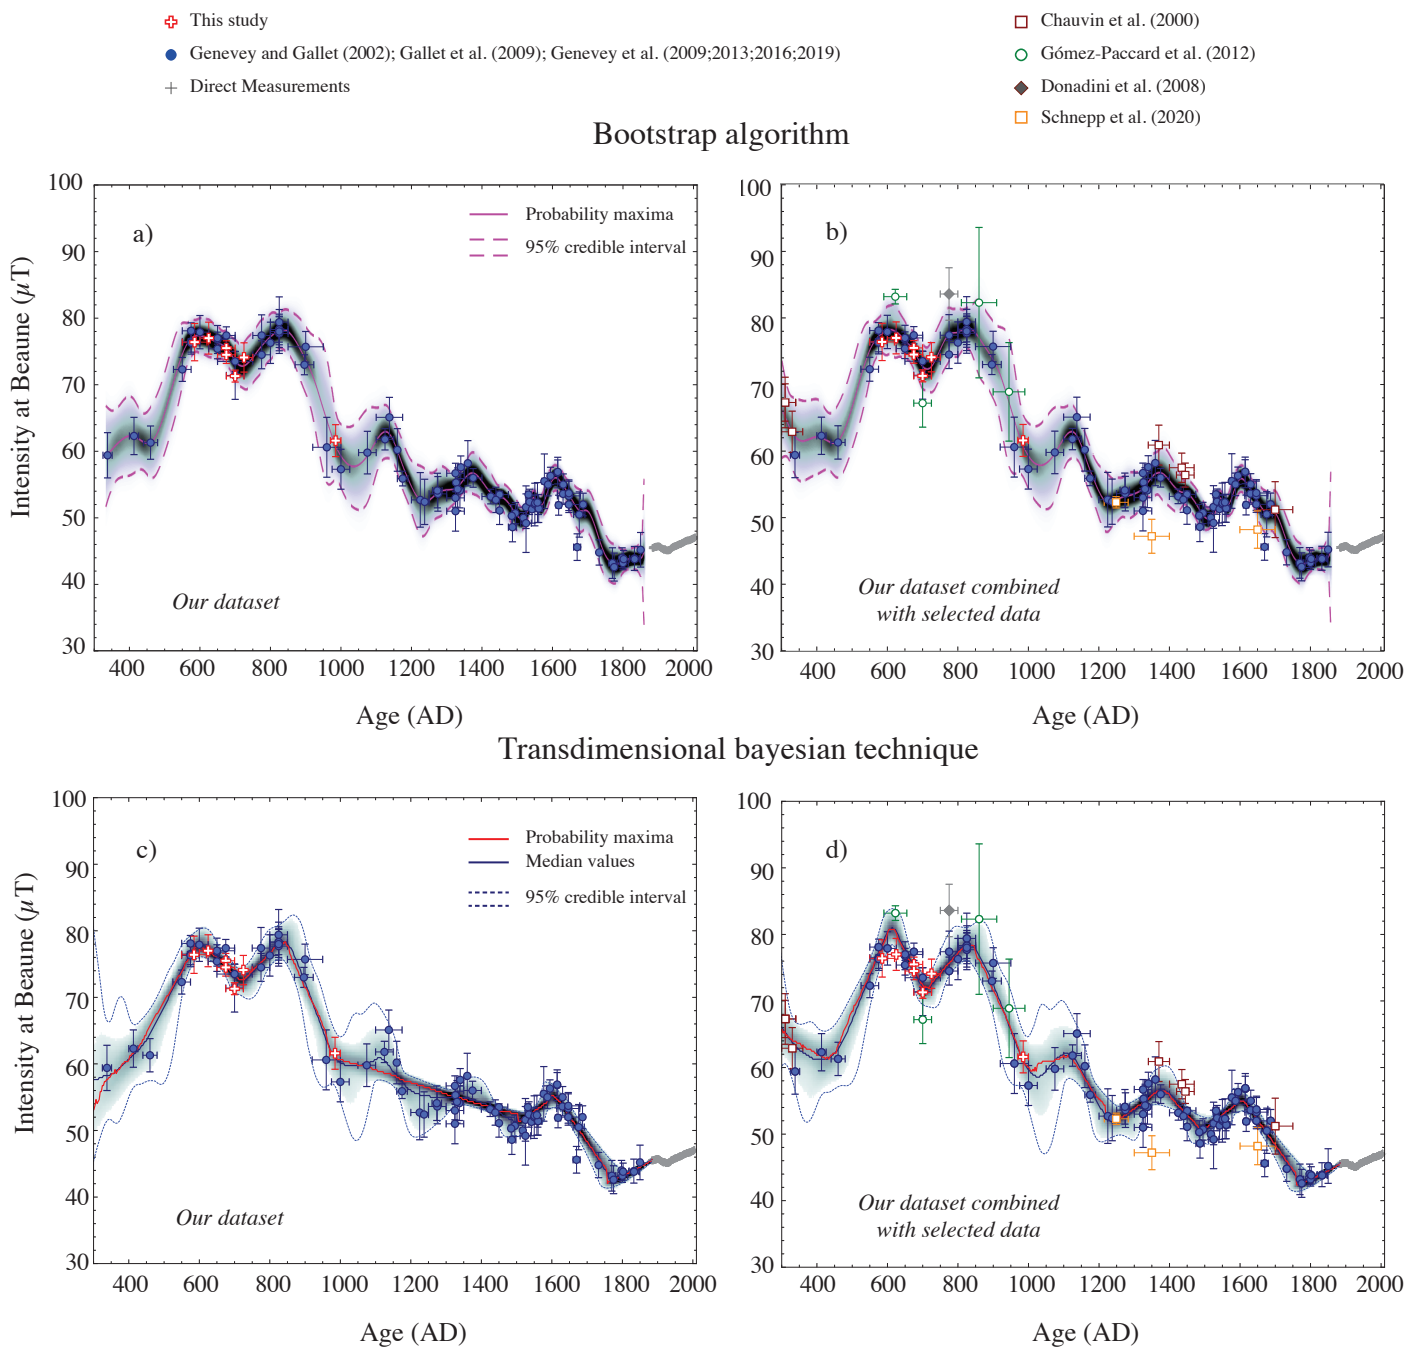 This study
Genevey and Gallet (2002); Gallet et al. (2009); Genevey et al. (2009;2013;2016;2019)
Direct Measurements
Chauvin et al. (2000)
Gómez-Paccard et al. (2012)
Donadini et al. (2008)
Schnepp et al. (2020)
Bootstrap algorithm
100
90
80
70
60
50
40
30
Intensity at Beaune (μT)
a)
Probability maxima
95% credible interval
Our dataset
400 600 800 1000 1200 1400 1600 1800 2000
Age (AD)
100
90
80
70
60
50
40
30
b)
Our dataset combined
with selected data
400 600 800 1000 1200 1400 1600 1800 2000
Age (AD)
Transdimensional bayesian technique
100
90
80
70
60
50
40
30
Intensity at Beaune (μT)
c)
Probability maxima
Median values
95% credible interval
Our dataset
400 600 800 1000 1200 1400 1600 1800 2000
Age (AD)
100
90
80
70
60
50
40
30
d)
Our dataset combined
with selected data
400 600 800 1000 1200 1400 1600 1800 2000
Age (AD)